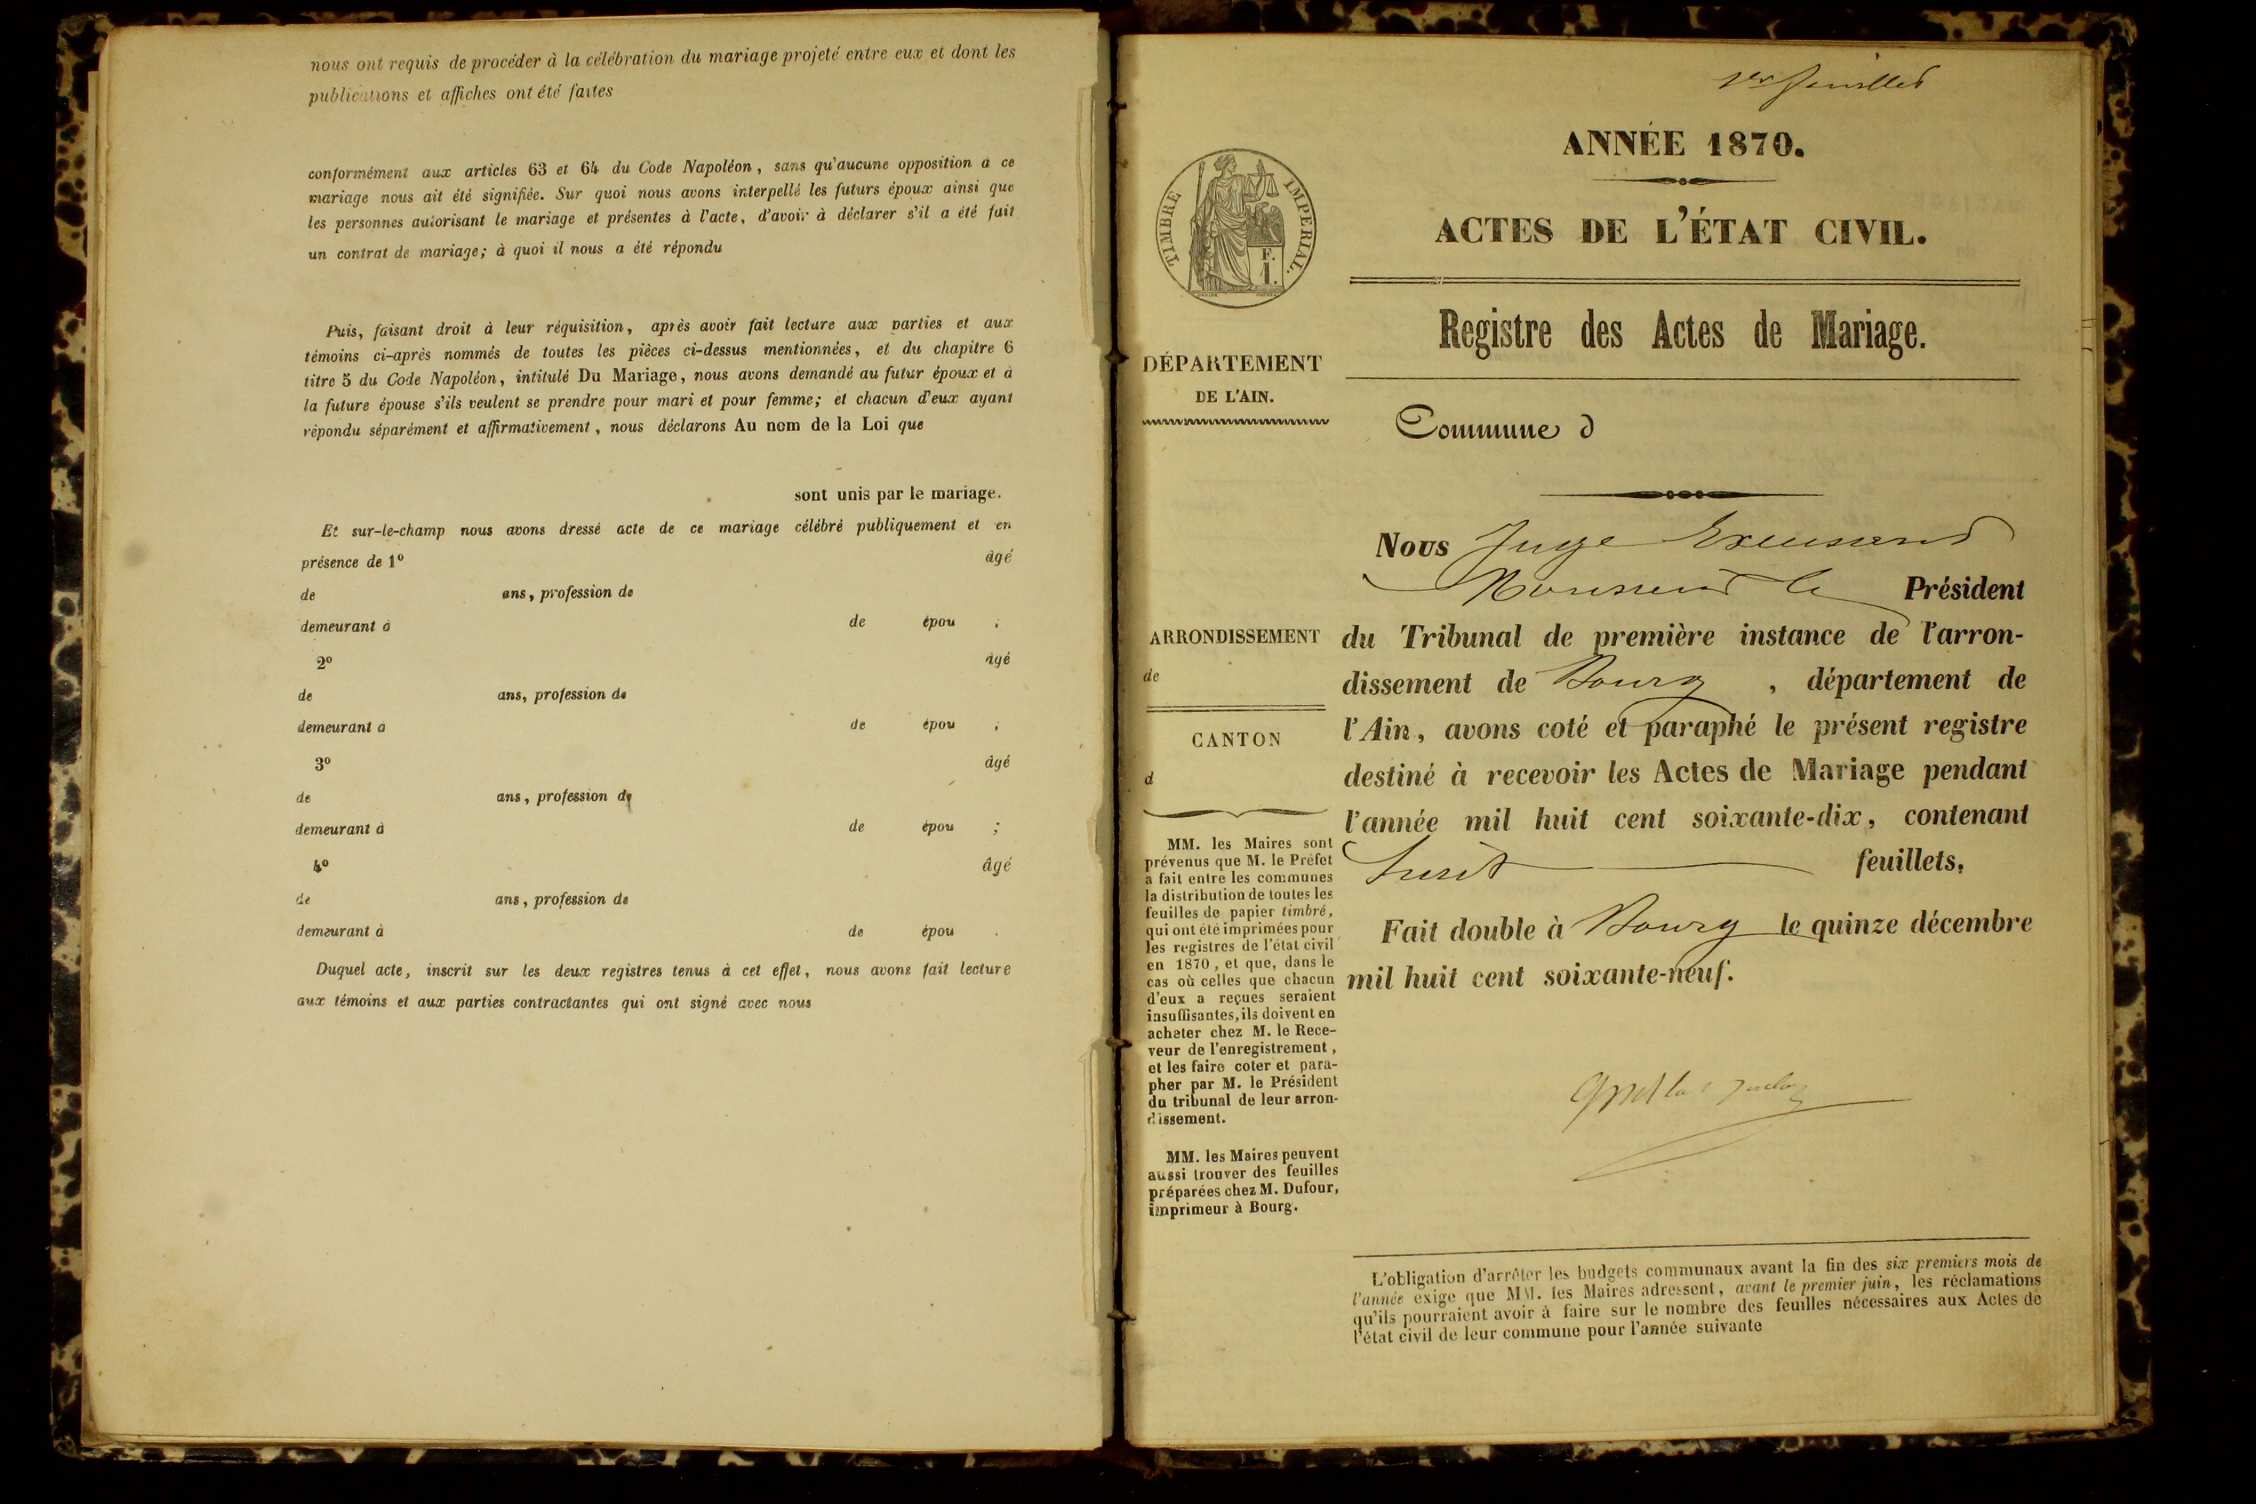 nous ont requis de procéder à la célébration du mariage projeté entre eux et dont les
publications et affiches ont été faites
conformément aux articles 63 et 64 du Code Napoléon, sans qu'aucune opposition à ce
mariage nous ait été signifiée. Sur quoi nous avons interpellé les futurs époux ainsi que
les personnes autorisant le mariage et présentes à l'acte, d'avoir à déclarer s'il a été fait
un contrat de mariage; à quoi il nous a été répondu
Puis, faisant droit à leur réquisition, après avoir fait lecture aux parties et aux
témoins ci-après nommés de toutes les pièces ci-dessus mentionnées, et du chapitre 6
titre 5 du Code Napoléon, intitulé Du Mariage, nous avons demandé au futur époux et à
la future épouse s'ils veulent se prendre pour mari et pour femme; et chacun d'eux ayant
répondu séparément et affirmativement, nous déclarons Au nom de la Loi que
sont unis par le mariage.
Et sur-le-champ nous avons dressé acte de ce mariage célébré publiquement et en
présence de 1º âgé
de ans, profession de
demeurant à de épou ;
2º âgé
de ans, profession de
demeurant à de épou ;
3º âgé
de ans, profession de
demeurant à de épou ;
4º âgé
de ans, profession de
demeurant à de épou .
Duquel acte, inscrit sur les deux registres tenus à cet effet, nous avons fait lecture
aux témoins et aux parties contractantes qui ont signé avec nous
1er feuillet
ANNÉE 1870.
ACTES DE L'ÉTAT CIVIL.
Registre des Actes de Mariage.
TIMBRE IMPERIAL.
F.
1.
DÉPARTEMENT
DE L'AIN.
Commune d
ARRONDISSEMENT
de
CANTON
d
MM. les Maires sont
prévenus que M. le Préfet
a fait entre les communes
la distribution de toutes les
feuilles de papier timbré,
qui ont été imprimées pour
les registres de l'état civil
en 1870, et que, dans le
cas où celles que chacun
d'eux a reçues seraient
insuffisantes, ils doivent en
acheter chez M. le Rece-
veur de l'enregistrement,
et les faire coter et para-
pher par M. le Président
du tribunal de leur arron-
dissement.
MM. les Maires peuvent
aussi trouver des feuilles
préparées chez M. Dufour,
imprimeur à Bourg.
Nous Juge
Monsieur le Président
du Tribunal de première instance de l'arron-
dissement de Bourg , département de
l'Ain, avons coté et paraphé le présent registre
destiné à recevoir les Actes de Mariage pendant
l'année mil huit cent soixante-dix, contenant
huit feuillets.
Fait double à Bourg le quinze décembre
mil huit cent soixante-neuf.
L'obligation d'arrêter les budgets communaux avant la fin des six premiers mois de
l'année exige que MM. les Maires adressent, avant le premier juin, les réclamations
qu'ils pourraient avoir à faire sur le nombre des feuilles nécessaires aux Actes de
l'état civil de leur commune pour l'année suivante